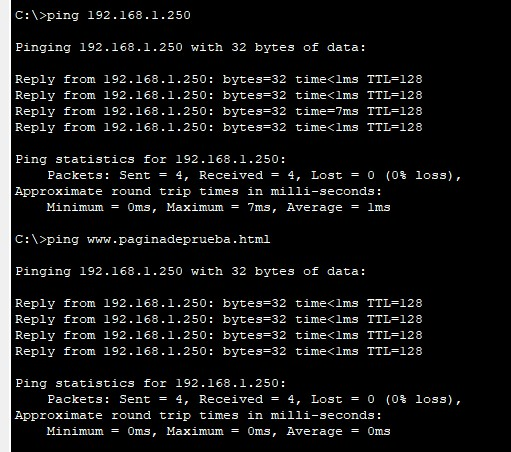 C:\>ping 192.168.1.250
Pinging 192.168.1.250 with 32 bytes of data:
Reply from 192.168.1.250: bytes=32 time<1ms TTL=128
Reply from 192.168.1.250: bytes=32 time<1ms TTL=128
Reply from 192.168.1.250: bytes=32 time=7ms TTL=128
Reply from 192.168.1.250: bytes=32 time<1ms TTL=128
Ping statistics for 192.168.1.250:
Packets: Sent = 4, Received = 4, Lost = 0 (0% loss),
Approximate round trip times in milli-seconds:
Minimum = 0ms, Maximum = 7ms, Average = 1ms
C:\>ping www.paginadeprueba.html
Pinging 192.168.1.250 with 32 bytes of data:
Reply from 192.168.1.250: bytes=32 time<1ms TTL=128
Reply from 192.168.1.250: bytes=32 time<1ms TTL=128
Reply from 192.168.1.250: bytes=32 time<1ms TTL=128
Reply from 192.168.1.250: bytes=32 time<1ms TTL=128
Ping statistics for 192.168.1.250:
Packets: Sent = 4, Received = 4, Lost = 0 (0% loss),
Approximate round trip times in milli-seconds:
Minimum = 0ms, Maximum = 0ms, Average = 0ms